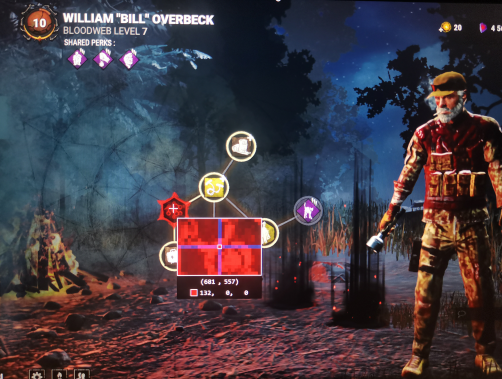 10
WILLIAM "BILL" OVERBECK
BLOODWEB LEVEL 7
SHARED PERKS :
20
(681 , 557)
132, 0, 0